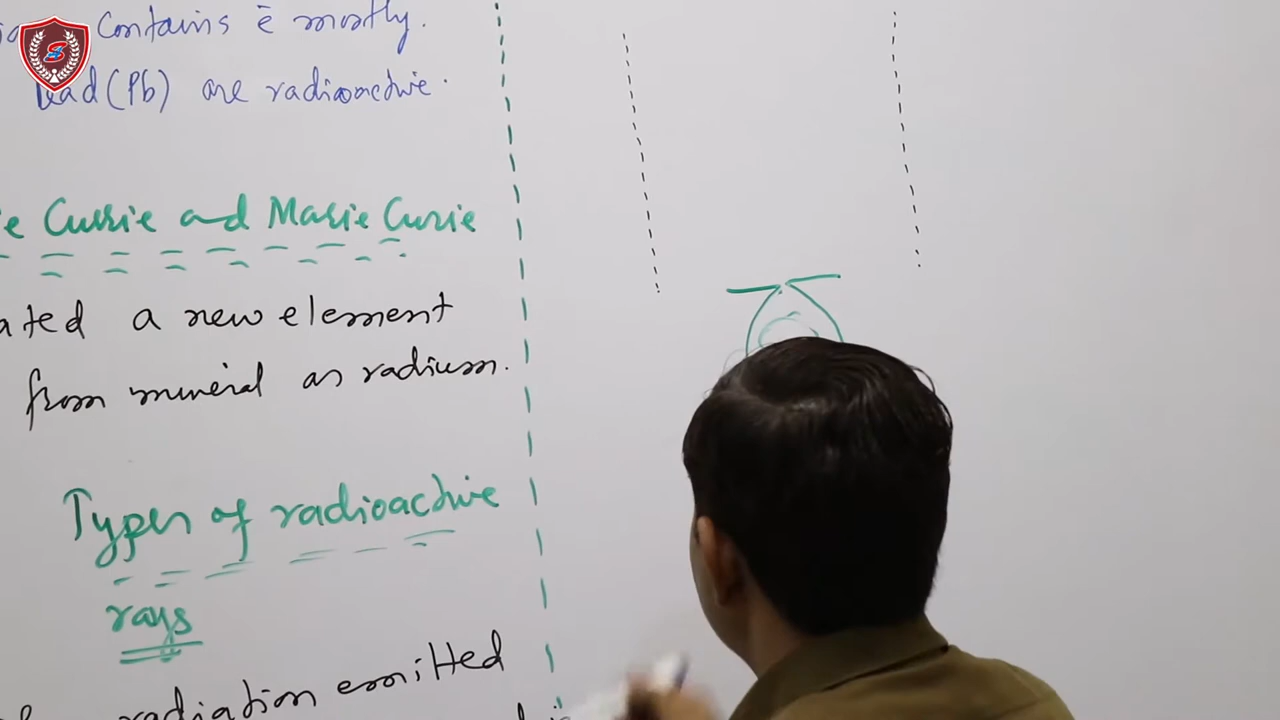 contains ē mostly.
lead (Pb) are radioactive.
Currie and Marie Curie
ated a new element
from mineral as radium.
Types of radioactive
rays
radiation emitted